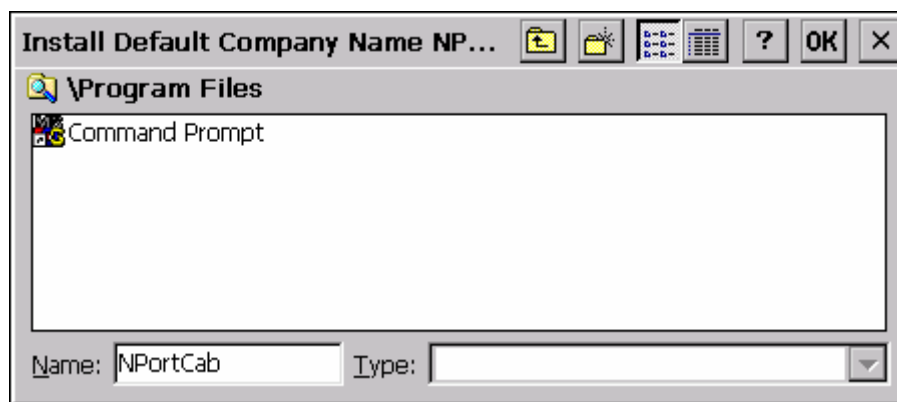 Install Default Company Name NP... ? OK ×
\Program Files
Command Prompt
Name: NPortCab Type: